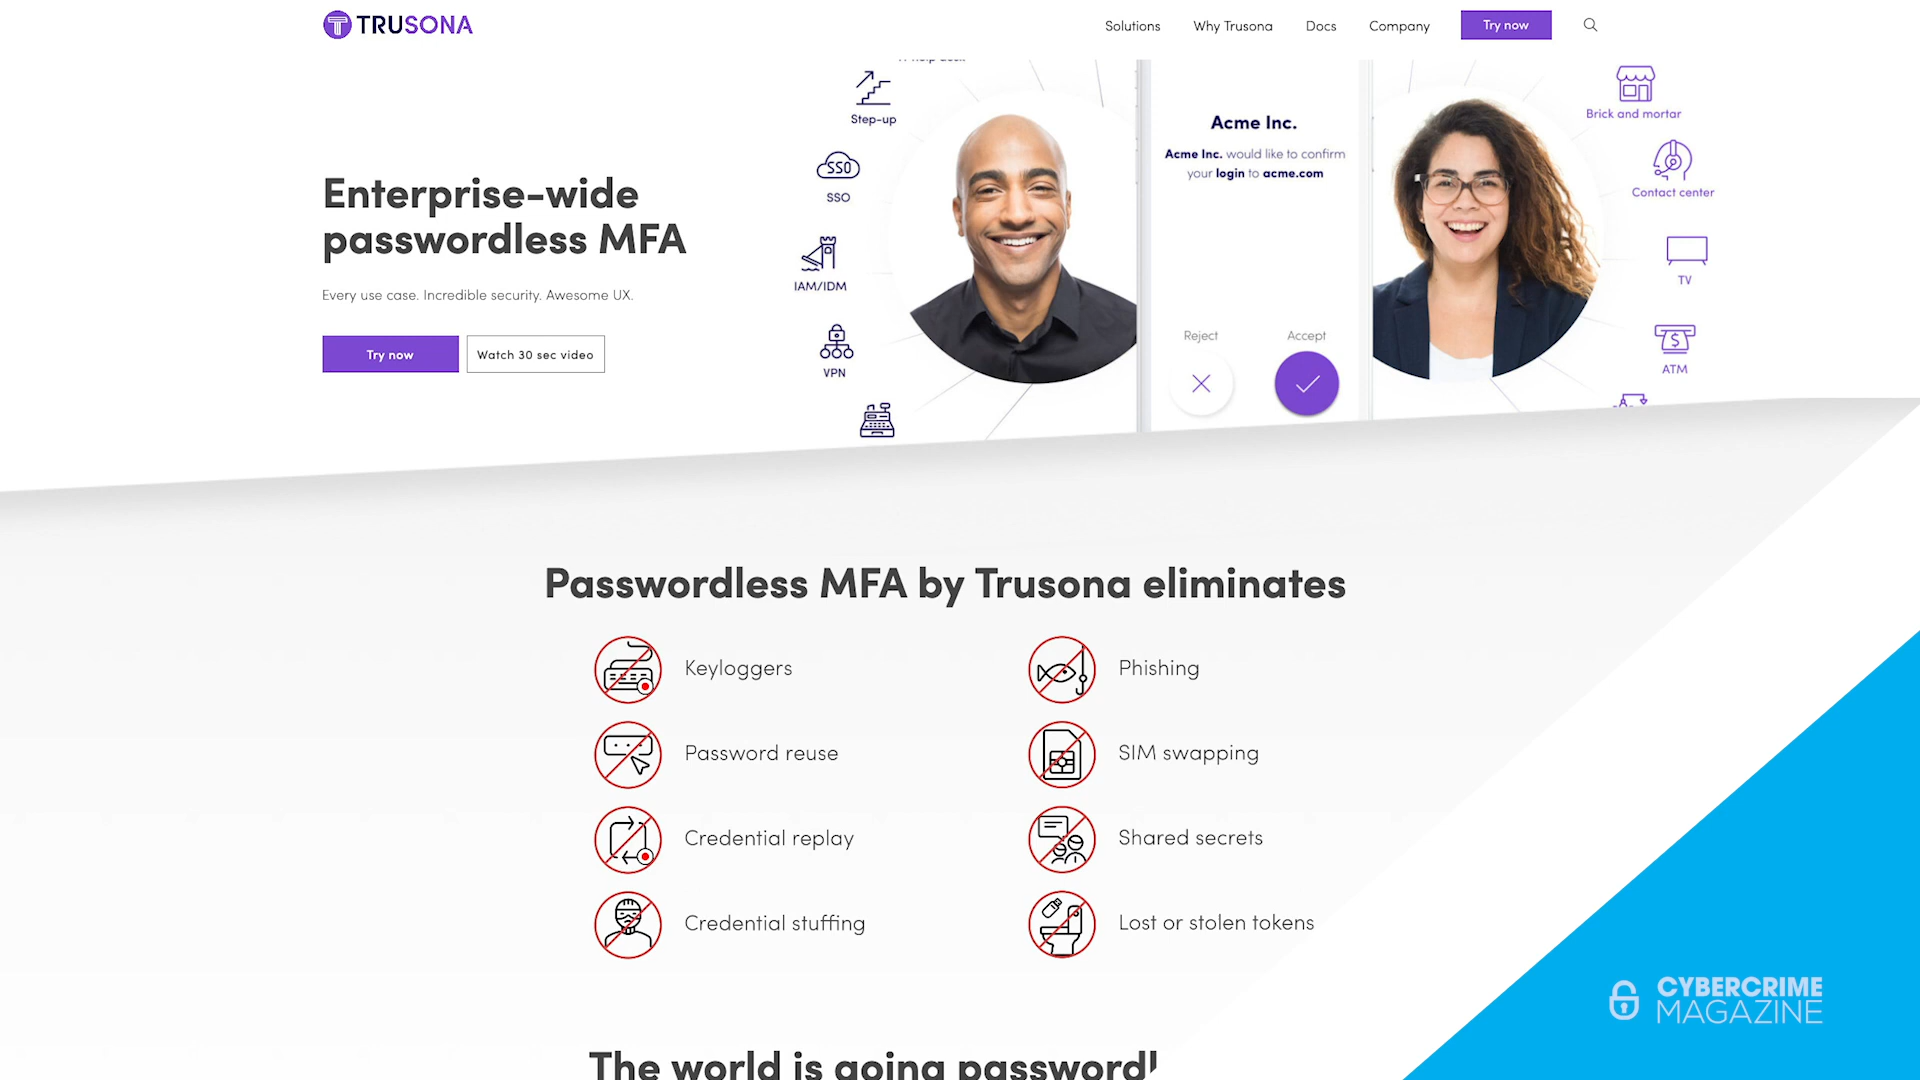 TRUSONA
Solutions
Why Trusona
Docs
Company
Try now
Step-up
SSO
SSO
IAM/IDM
VPN
Enterprise-wide
passwordless MFA
Every use case. Incredible security. Awesome UX.
Try now
Watch 30 sec video
Acme Inc.
Acme Inc. would like to confirm
your login to acme.com
Reject
Accept
Brick and mortar
Contact center
TV
ATM
Passwordless MFA by Trusona eliminates
Keyloggers
Phishing
Password reuse
SIM swapping
Credential replay
Shared secrets
Credential stuffing
Lost or stolen tokens
The world is going
CYBERCRIME
MAGAZINE